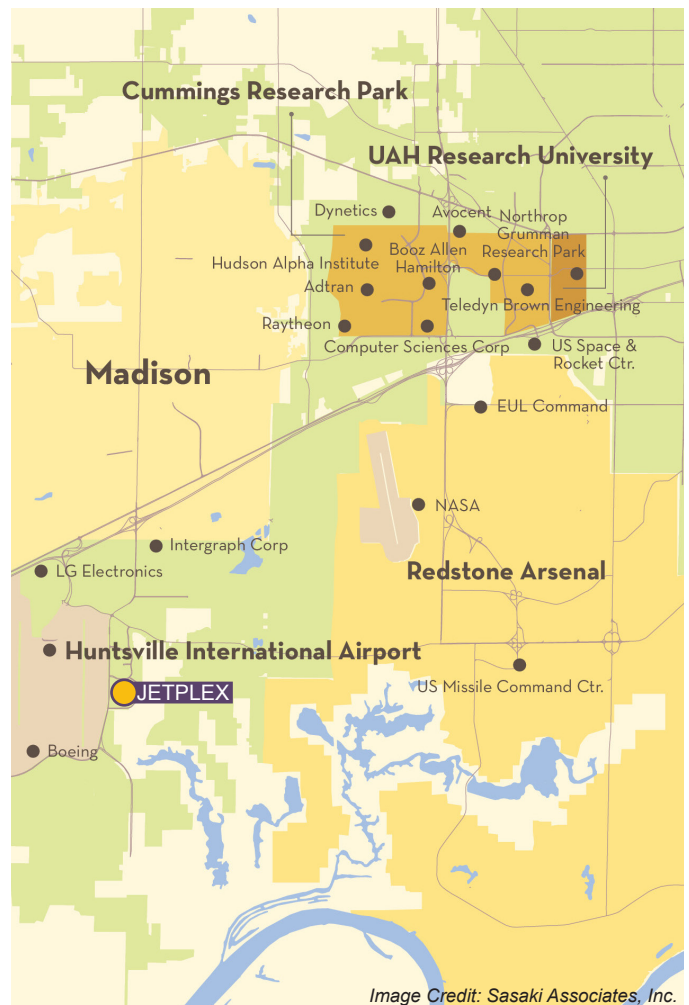 Cummings Research Park
UAH Research University
Dynetics
Avocent
Northrop
Grumman
Research Park
Hudson Alpha Institute
Booz Allen
Hamilton
Adtran
Teledyn Brown Engineering
Raytheon
Computer Sciences Corp
US Space &
Rocket Ctr.
Madison
EUL Command
NASA
Intergraph Corp
LG Electronics
Redstone Arsenal
Huntsville International Airport
JETPLEX
US Missile Command Ctr.
Boeing
Image Credit: Sasaki Associates, Inc.